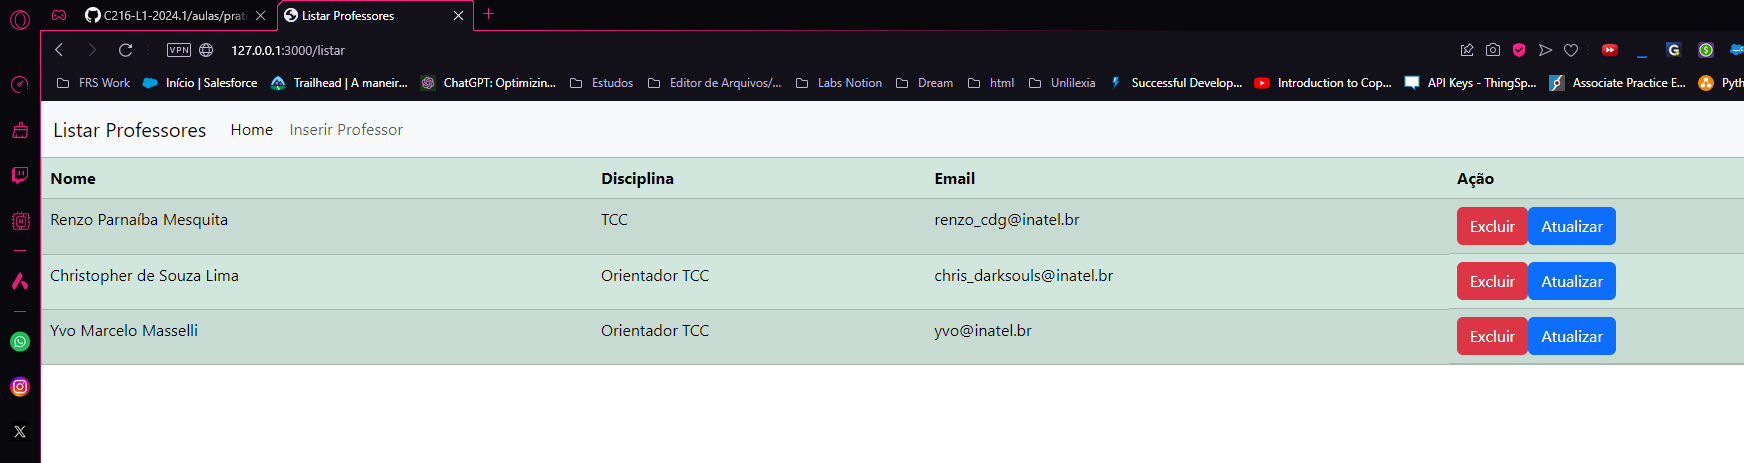 C216-L1-2024.1/aulas/prati
Listar Professores
VPN
127.0.0.1:3000/listar
FRS Work
Início | Salesforce
Trailhead | A maneir...
ChatGPT: Optimizin...
Estudos
Editor de Arquivos/...
Labs Notion
Dream
html
Unilexia
Successful Develop...
Introduction to Cop...
API Keys - ThingSp...
Associate Practice E...
Pyth
Listar Professores Home Inserir Professor
Nome Disciplina Email Ação
Renzo Parnaíba Mesquita TCC renzo_cdg@inatel.br Excluir Atualizar
Christopher de Souza Lima Orientador TCC chris_darksouls@inatel.br Excluir Atualizar
Yvo Marcelo Masselli Orientador TCC yvo@inatel.br Excluir Atualizar